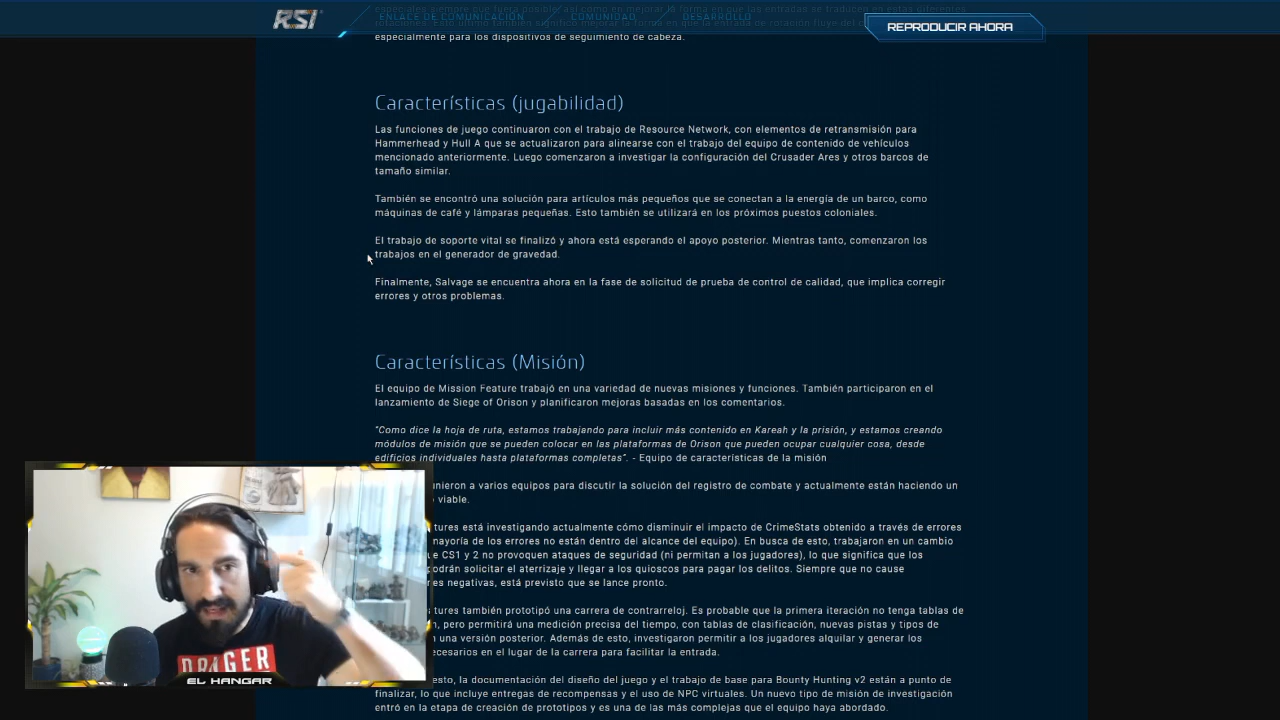 RSI
ENLACE DE COMUNICACIÓN
COMUNIDAD
DESARROLLO
REPRODUCIR AHORA
especialmente para los dispositivos de seguimiento de cabeza.
Características (jugabilidad)
Las funciones de juego continuaron con el trabajo de Resource Network, con elementos de retransmisión para
Hammerhead y Hull A que se actualizaron para alinearse con el trabajo del equipo de contenido de vehículos
mencionado anteriormente. Luego comenzaron a investigar la configuración del Crusader Ares y otros barcos de
tamaño similar.
También se encontró una solución para artículos más pequeños que se conectan a la energía de un barco, como
máquinas de café y lámparas pequeñas. Esto también se utilizará en los próximos puestos coloniales.
El trabajo de soporte vital se finalizó y ahora está esperando el apoyo posterior. Mientras tanto, comenzaron los
trabajos en el generador de gravedad.
Finalmente, Salvage se encuentra ahora en la fase de solicitud de prueba de control de calidad, que implica corregir
errores y otros problemas.
Características (Misión)
El equipo de Mission Feature trabajó en una variedad de nuevas misiones y funciones. También participaron en el
lanzamiento de Siege of Orison y planificaron mejoras basadas en los comentarios.
"Como dice la hoja de ruta, estamos trabajando para incluir más contenido en Kareah y la prisión, y estamos creando
módulos de misión que se pueden colocar en las plataformas de Orison que pueden ocupar cualquier cosa, desde
edificios individuales hasta plataformas completas". - Equipo de características de la misión
unieron a varios equipos para discutir la solución del registro de combate y actualmente están haciendo un
viable.
tures está investigando actualmente cómo disminuir el impacto de CrimeStats obtenido a través de errores
mayoría de los errores no están dentro del alcance del equipo). En busca de esto, trabajaron en un cambio
ue CS1 y 2 no provoquen ataques de seguridad (ni permitan a los jugadores), lo que significa que los
podrán solicitar el aterrizaje y llegar a los quioscos para pagar los delitos. Siempre que no cause
res negativas, está previsto que se lance pronto.
tures también prototipó una carrera de contrarreloj. Es probable que la primera iteración no tenga tablas de
n, pero permitirá una medición precisa del tiempo, con tablas de clasificación, nuevas pistas y tipos de
en una versión posterior. Además de esto, investigaron permitir a los jugadores alquilar y generar los
ecesarios en el lugar de la carrera para facilitar la entrada.
esto, la documentación del diseño del juego y el trabajo de base para Bounty Hunting v2 están a punto de
finalizar, lo que incluye entregas de recompensas y el uso de NPC virtuales. Un nuevo tipo de misión de investigación
entró en la etapa de creación de prototipos y es una de las más complejas que el equipo haya abordado.
EL HANGAR